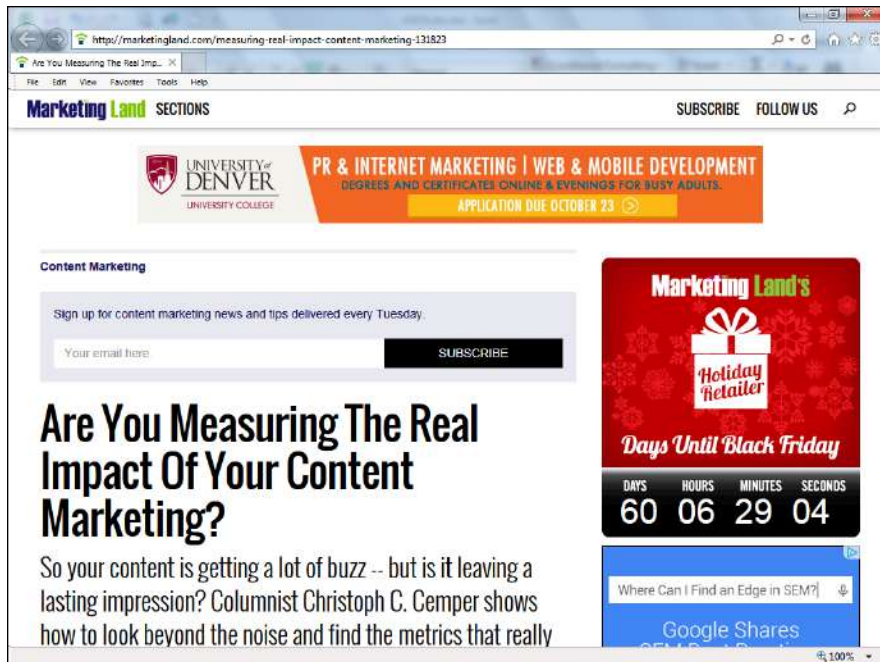 http://marketingland.com/measuring-real-impact-content-marketing-131823
Are You Measuring The Real Imp...
File Edit View Favorites Tools Help
Marketing Land SECTIONS SUBSCRIBE FOLLOW US
UNIVERSITY of DENVER
UNIVERSITY COLLEGE
PR & INTERNET MARKETING | WEB & MOBILE DEVELOPMENT
DEGREES AND CERTIFICATES ONLINE & EVENINGS FOR BUSY ADULTS.
APPLICATION DUE OCTOBER 23
Content Marketing
Sign up for content marketing news and tips delivered every Tuesday.
Your email here SUBSCRIBE
Are You Measuring The Real
Impact Of Your Content
Marketing?
So your content is getting a lot of buzz -- but is it leaving a
lasting impression? Columnist Christoph C. Cemper shows
how to look beyond the noise and find the metrics that really
Marketing Land's
Holiday
Retailer
Days Until Black Friday
DAYS HOURS MINUTES SECONDS
60 06 29 04
Where Can I Find an Edge in SEM?
Google Shares
100%